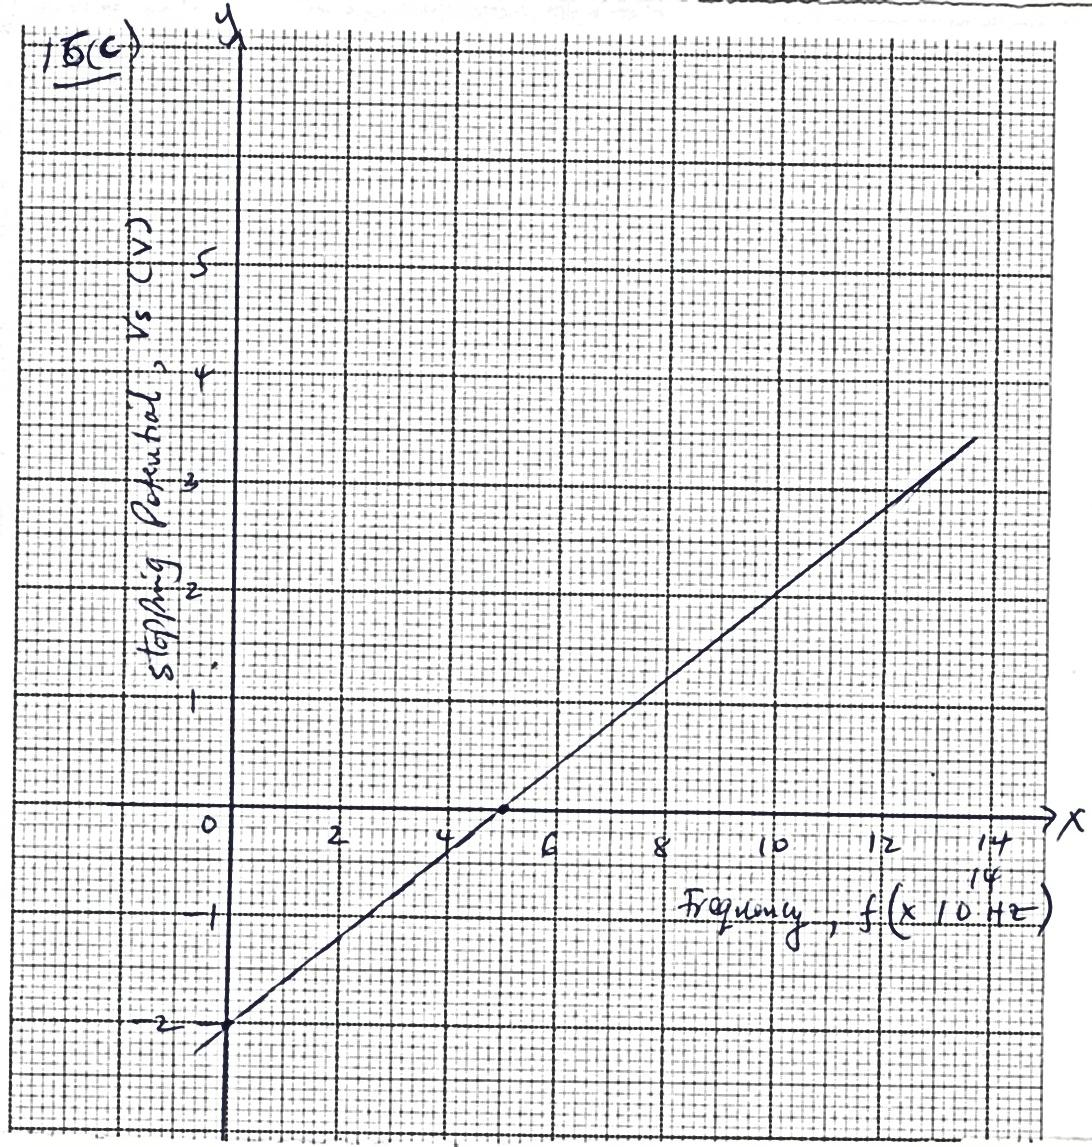 15(c)
y
Stopping Potential, Vs (V)
5
4
3
2
1
0
2 4 6 8 10 12 14
x
Frequency, f (x 10^14 Hz)
-1
-2